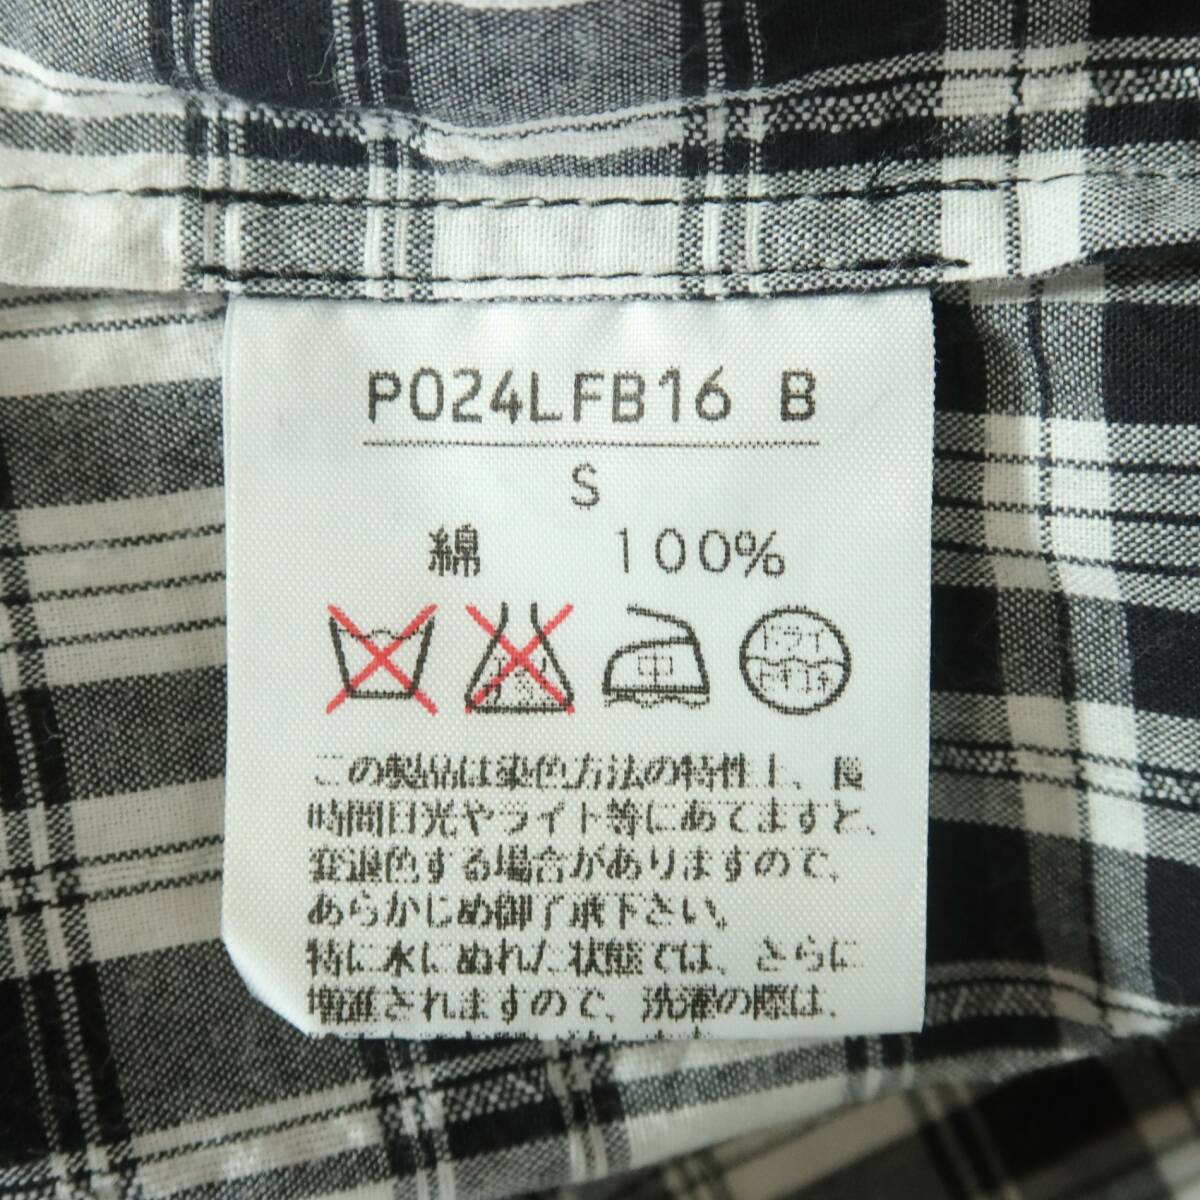 P024LFB16 B
S
綿 100%
中
ドライ
セキユ系
この製品は染色方法の特性上、長
時間日光やライト等にあてますと、
変退色する場合がありますので、
あらかじめ御了承下さい。
特に水にぬれた状態では、さらに
増進されますので、洗濯の際は、